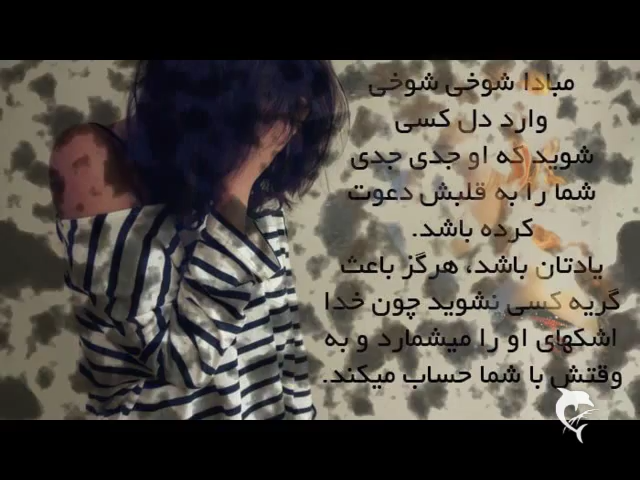 مبادا شوخی شوخی
وارد دل کسی
شوید که او جدی جدی
شما را به قلبش دعوت
کرده باشد.
یادتان باشد، هرگز باعث
گریه کسی نشوید چون خدا
اشکهای او را میشمارد و به
وقتش با شما حساب میکند.